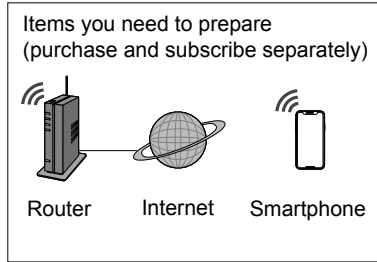 Items you need to prepare
(purchase and subscribe separately)
Router Internet Smartphone